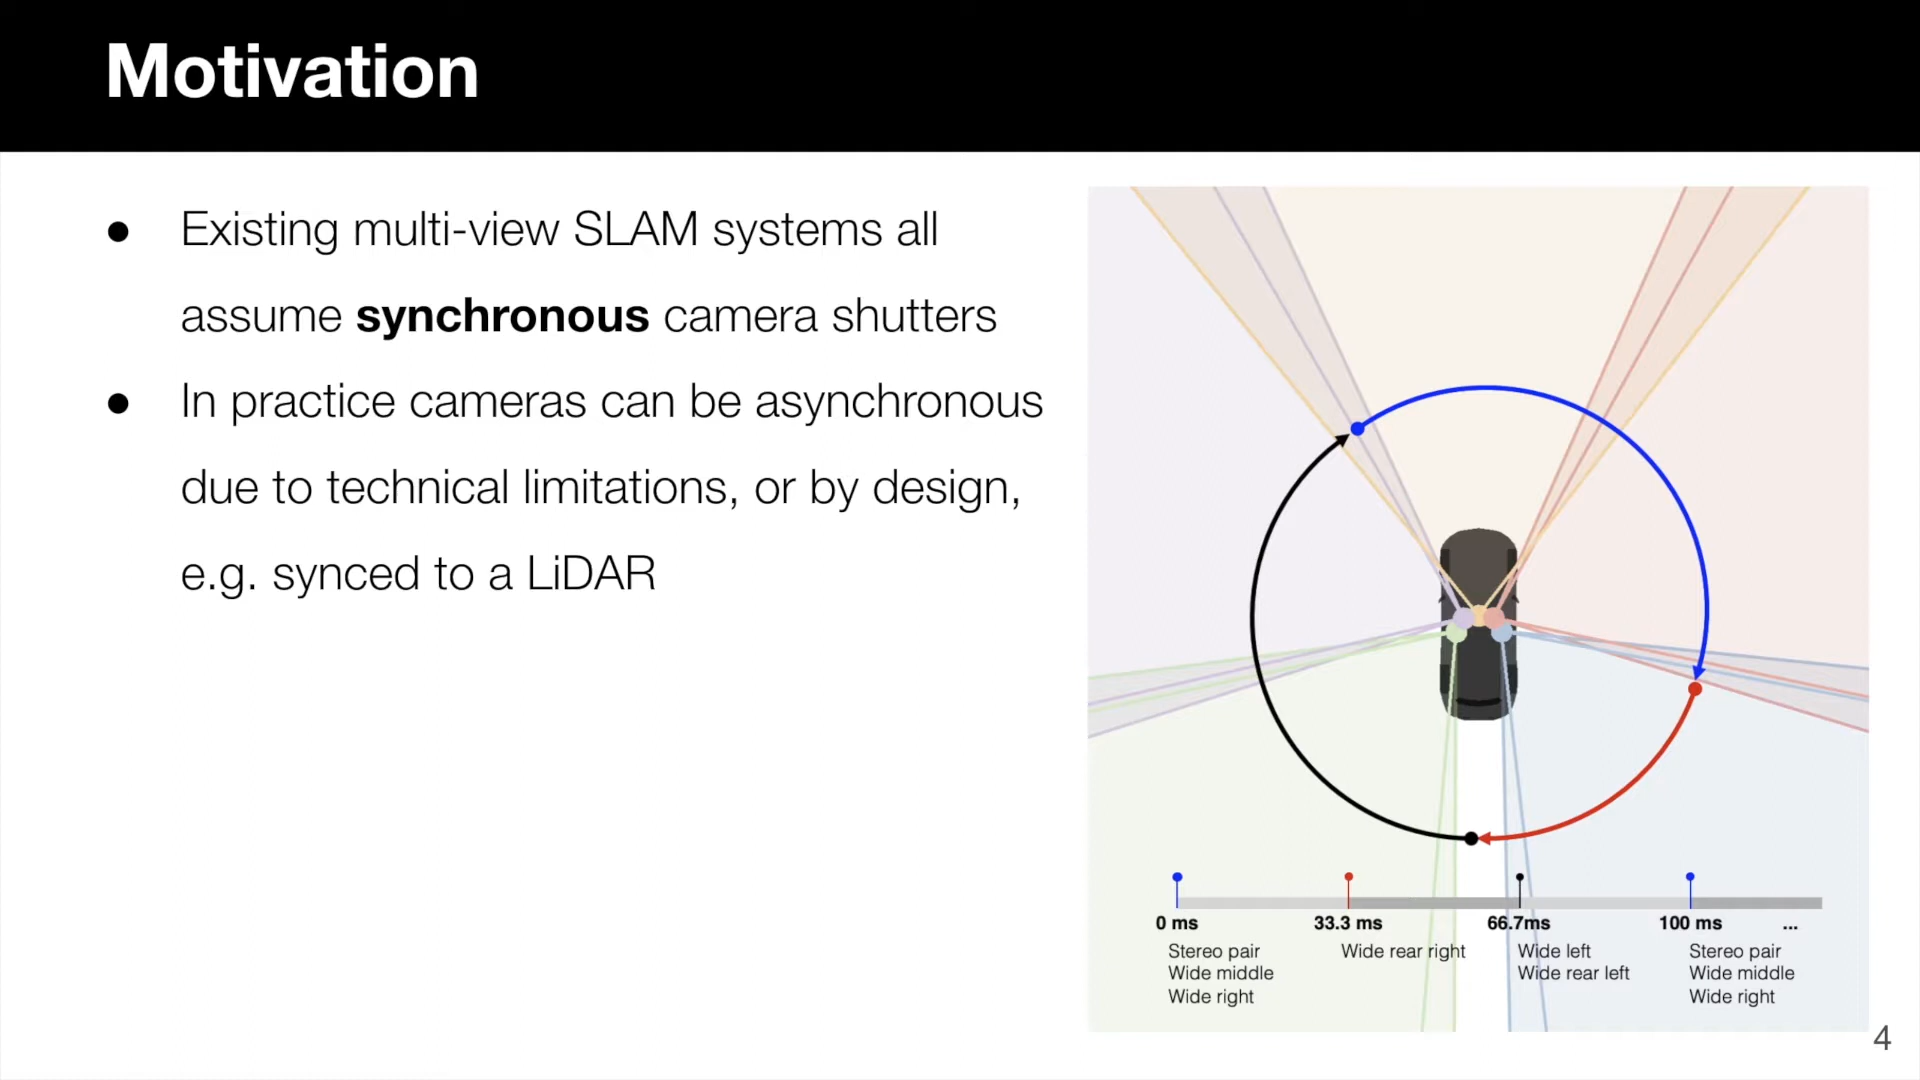 Motivation
● Existing multi-view SLAM systems all
assume synchronous camera shutters
● In practice cameras can be asynchronous
due to technical limitations, or by design,
e.g. synced to a LiDAR
0 ms 33.3 ms 66.7ms 100 ms ...
Stereo pair Wide rear right Wide left Stereo pair
Wide middle Wide rear left Wide middle
Wide right Wide right
4